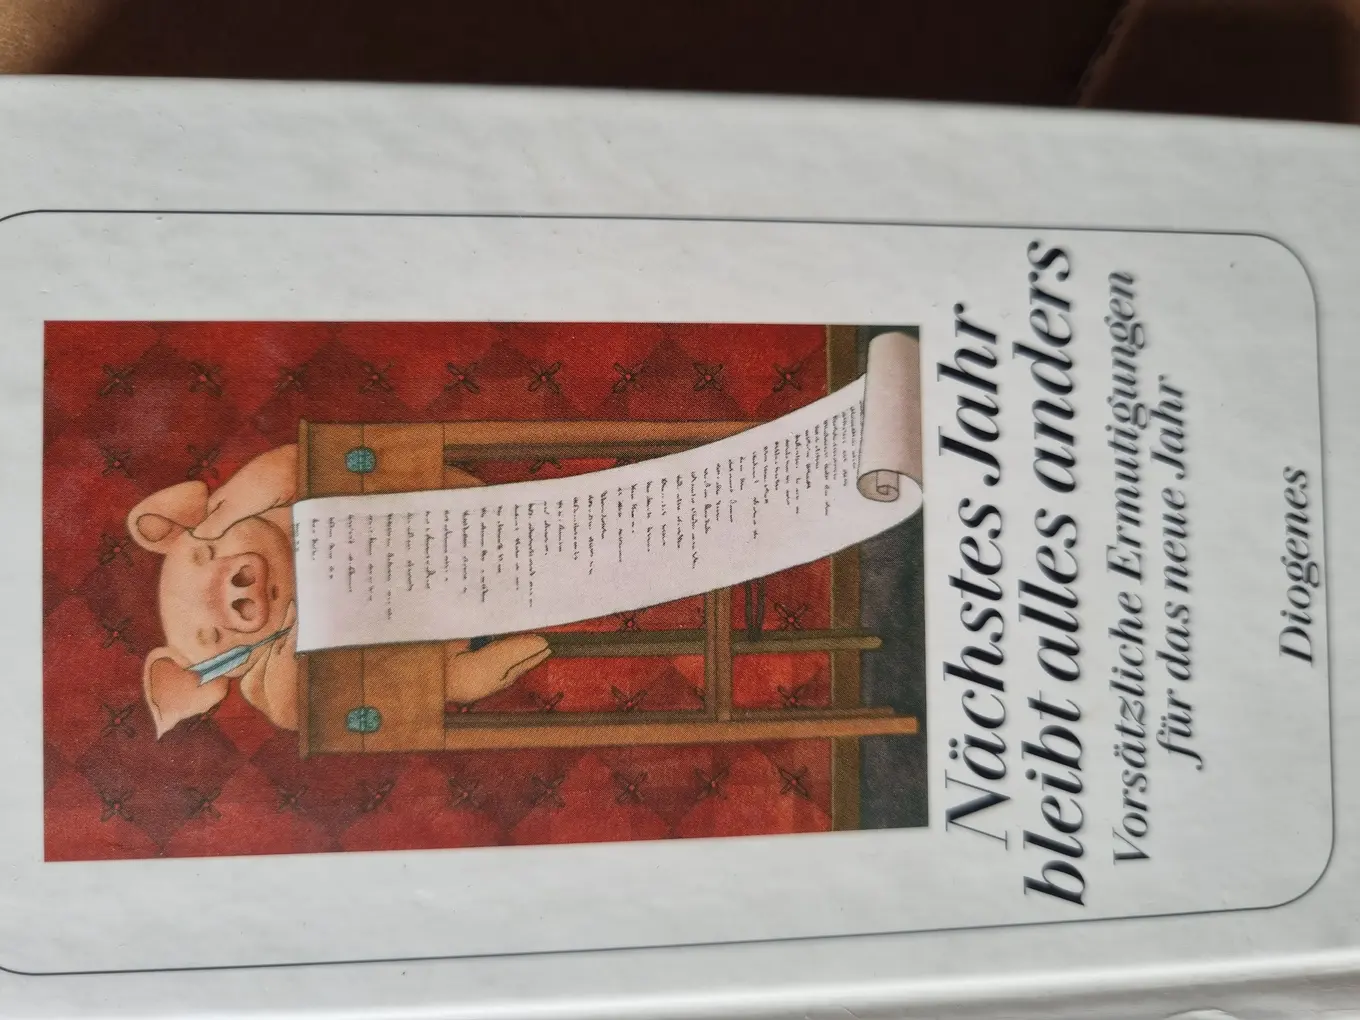 Nächstes Jahr
bleibt alles anders
Vorsätzliche Ermutigungen
für das neue Jahr
Diogenes